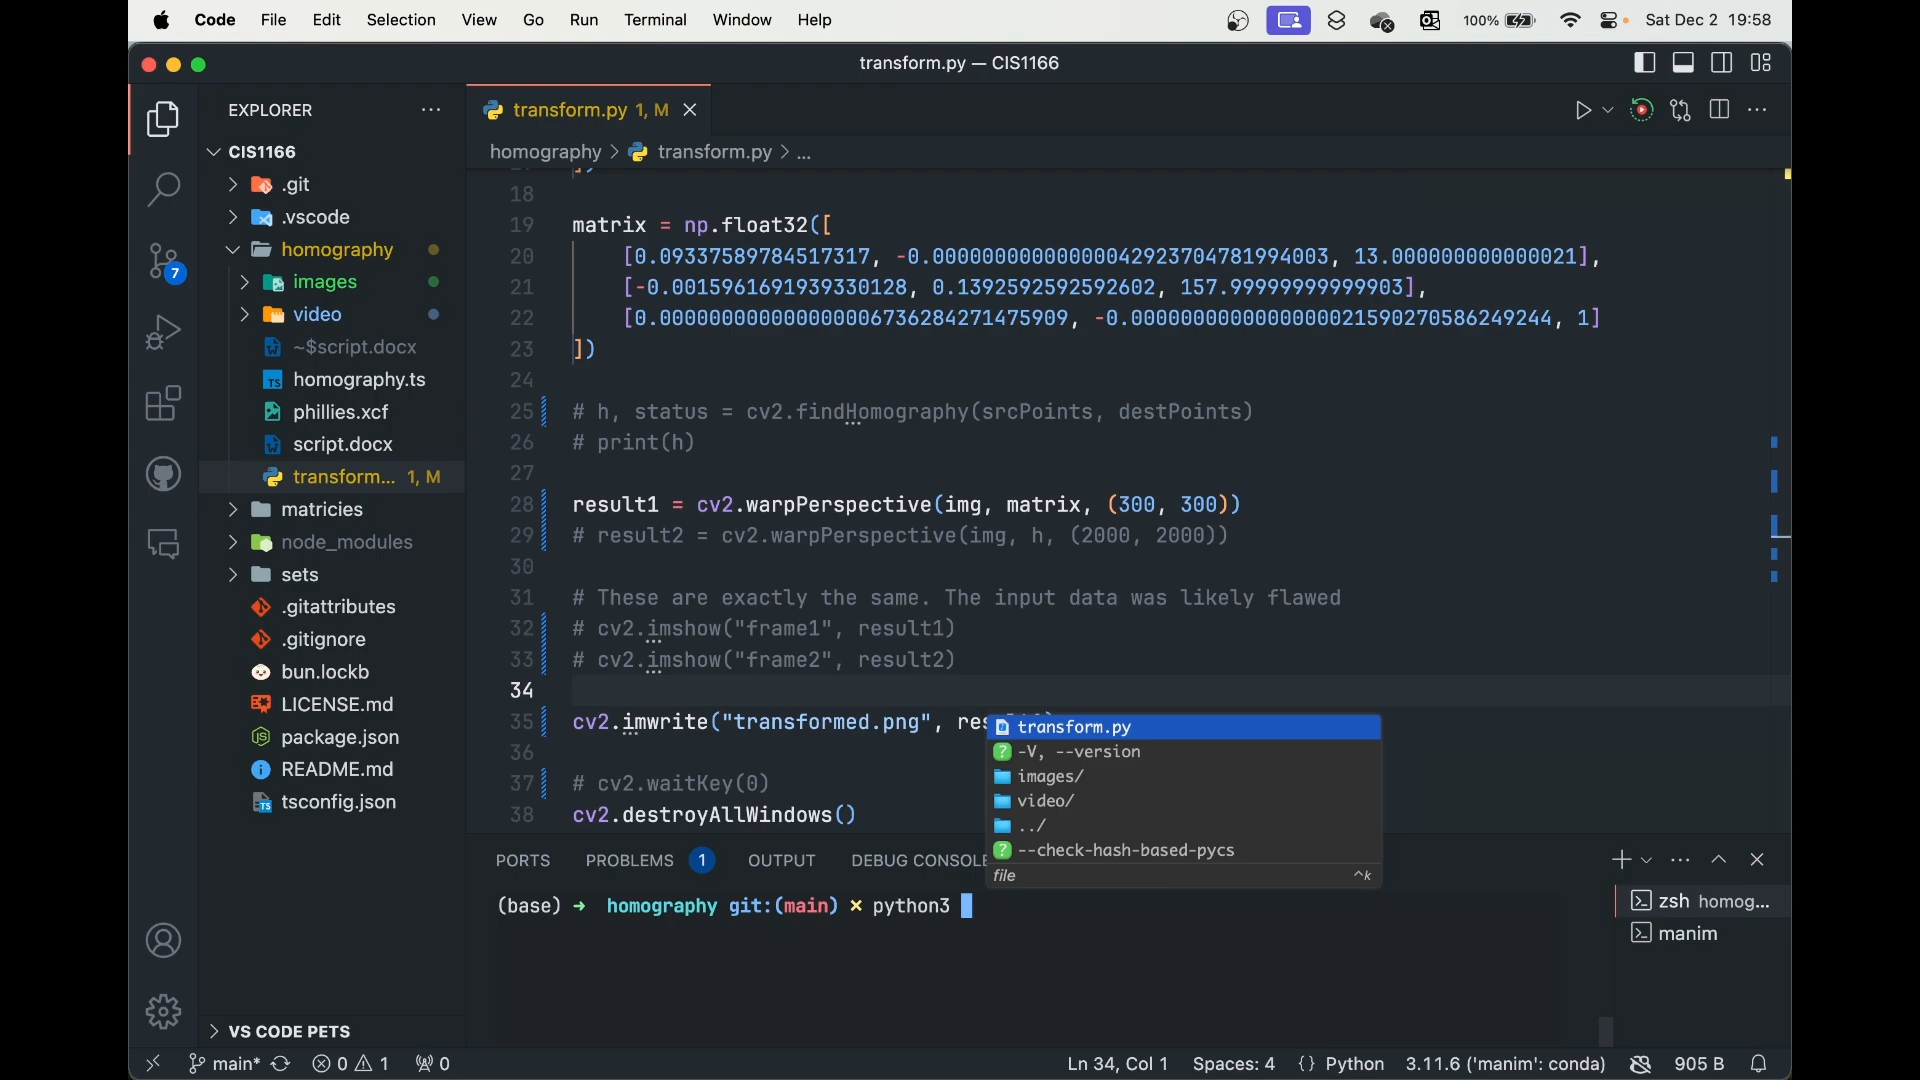 Code File Edit Selection View Go Run Terminal Window Help 100% Sat Dec 2 19:58
transform.py — CIS1166
EXPLORER
CIS1166
.git
.vscode
homography
images
video
~$script.docx
homography.ts
phillies.xcf
script.docx
transform... 1, M
matricies
node_modules
sets
.gitattributes
.gitignore
bun.lockb
LICENSE.md
package.json
README.md
tsconfig.json
VS CODE PETS
7
transform.py 1, M
homography > transform.py > ...
18
19 matrix = np.float32([
20 [0.09337589784517317, -0.00000000000000042923704781994003, 13.000000000000021],
21 [-0.0015961691939330128, 0.1392592592592602, 157.99999999999903],
22 [0.0000000000000000006736284271475909, -0.0000000000000000021590270586249244, 1]
23 ])
24
25 # h, status = cv2.findHomography(srcPoints, destPoints)
26 # print(h)
27
28 result1 = cv2.warpPerspective(img, matrix, (300, 300))
29 # result2 = cv2.warpPerspective(img, h, (2000, 2000))
30
31 # These are exactly the same. The input data was likely flawed
32 # cv2.imshow("frame1", result1)
33 # cv2.imshow("frame2", result2)
34
35 cv2.imwrite("transformed.png",
36
37 # cv2.waitKey(0)
38 cv2.destroyAllWindows()
transform.py
-V, --version
images/
video/
../
--check-hash-based-pycs
file ^k
PORTS PROBLEMS 1 OUTPUT DEBUG CONSOLE
(base) → homography git:(main) × python3
zsh homog...
manim
main* 0 1 0 Ln 34, Col 1 Spaces: 4 {} Python 3.11.6 ('manim': conda) 905 B